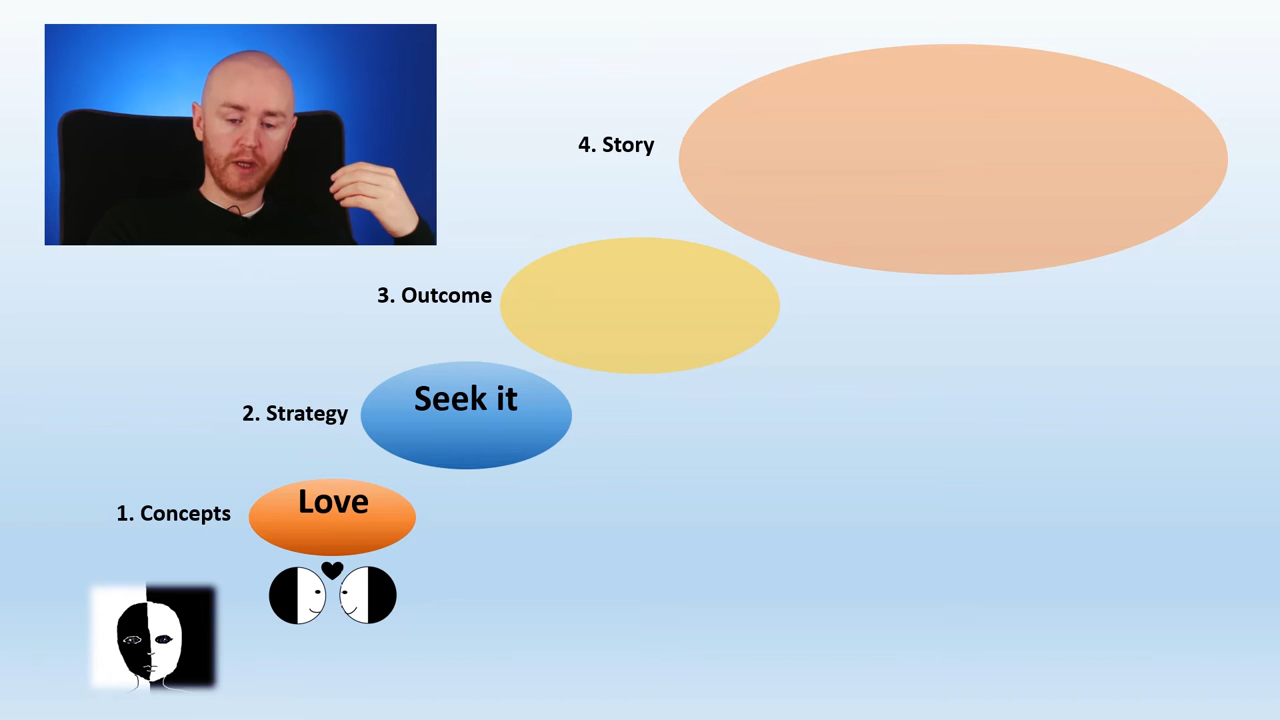 4. Story
3. Outcome
Seek it
2. Strategy
Love
1. Concepts